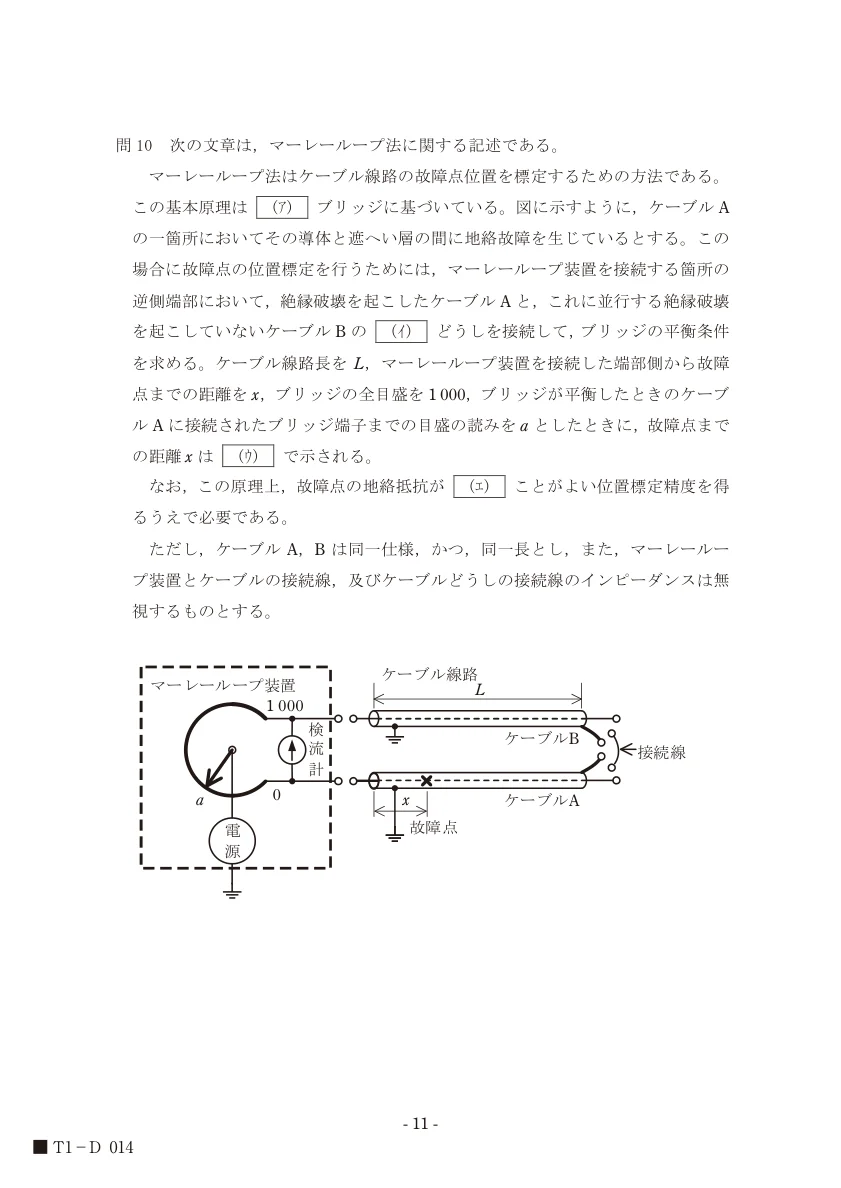 問 10　次の文章は，マーレーループ法に関する記述である。
マーレーループ法はケーブル線路の故障点位置を標定するための方法である。
この基本原理は （ア） ブリッジに基づいている。図に示すように，ケーブル A
の一箇所においてその導体と遮へい層の間に地絡故障を生じているとする。この
場合に故障点の位置標定を行うためには，マーレーループ装置を接続する箇所の
逆側端部において，絶縁破壊を起こしたケーブル A と，これに並行する絶縁破壊
を起こしていないケーブル B の （イ） どうしを接続して，ブリッジの平衡条件
を求める。ケーブル線路長を L，マーレーループ装置を接続した端部側から故障
点までの距離を x，ブリッジの全目盛を 1 000，ブリッジが平衡したときのケーブ
ル A に接続されたブリッジ端子までの目盛の読みを a としたときに，故障点まで
の距離 x は （ウ） で示される。
なお，この原理上，故障点の地絡抵抗が （エ） ことがよい位置標定精度を得
るうえで必要である。
ただし，ケーブル A，B は同一仕様，かつ，同一長とし，また，マーレールー
プ装置とケーブルの接続線，及びケーブルどうしの接続線のインピーダンスは無
視するものとする。
ケーブル線路
マーレーループ装置
L
1 000
検流計
ケーブルB
接続線
a
0
x
ケーブルA
電源
故障点
- 11 -
■ T1－D 014